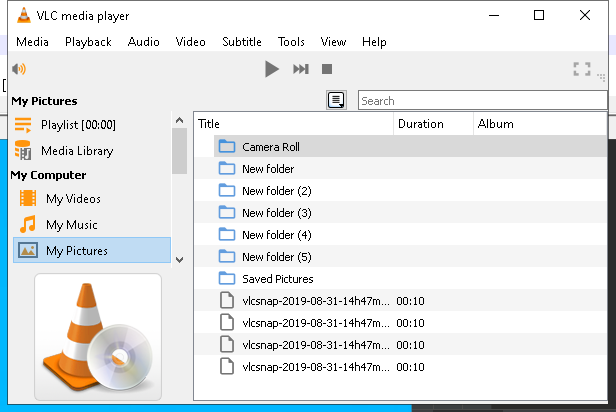 VLC media player
Media Playback Audio Video Subtitle Tools View Help
My Pictures
Search
Playlist [00:00]
Media Library
My Computer
My Videos
My Music
My Pictures
Title Duration Album
Camera Roll
New folder
New folder (2)
New folder (3)
New folder (4)
New folder (5)
Saved Pictures
vlcsnap-2019-08-31-14h47m... 00:10
vlcsnap-2019-08-31-14h47m... 00:10
vlcsnap-2019-08-31-14h47m... 00:10
vlcsnap-2019-08-31-14h47m... 00:10